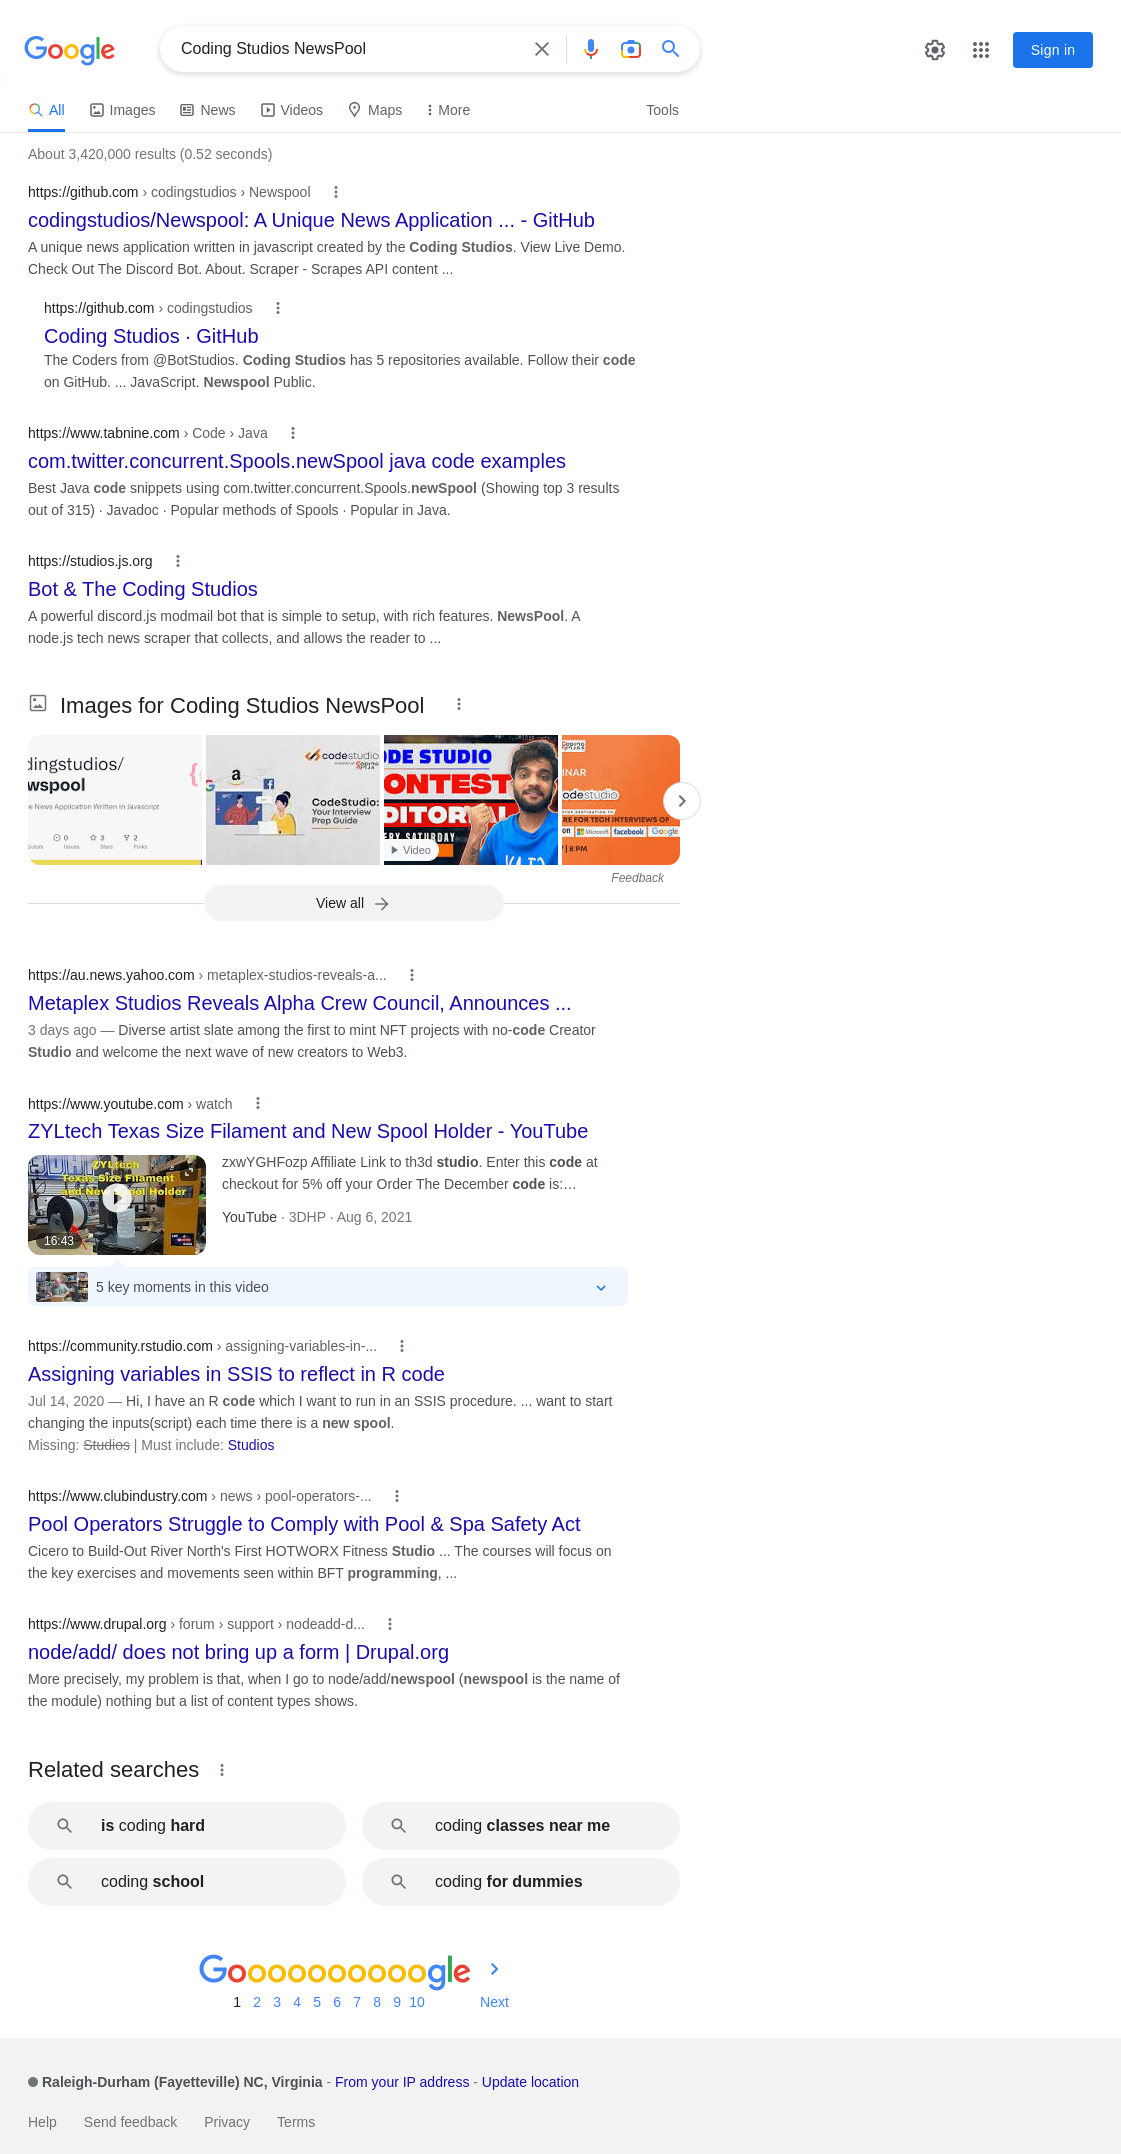 Google
Coding Studios NewsPool
Sign in
All Images News Videos Maps More Tools
About 3,420,000 results (0.52 seconds)
https://github.com › codingstudios › Newspool
codingstudios/Newspool: A Unique News Application ... - GitHub
A unique news application written in javascript created by the Coding Studios. View Live Demo.
Check Out The Discord Bot. About. Scraper - Scrapes API content ...
https://github.com › codingstudios
Coding Studios · GitHub
The Coders from @BotStudios. Coding Studios has 5 repositories available. Follow their code
on GitHub. ... JavaScript. Newspool Public.
https://www.tabnine.com › Code › Java
com.twitter.concurrent.Spools.newSpool java code examples
Best Java code snippets using com.twitter.concurrent.Spools.newSpool (Showing top 3 results
out of 315) · Javadoc · Popular methods of Spools · Popular in Java.
https://studios.js.org
Bot & The Coding Studios
A powerful discord.js modmail bot that is simple to setup, with rich features. NewsPool. A
node.js tech news scraper that collects, and allows the reader to ...
Images for Coding Studios NewsPool
dingstudios/
wspool
e News Application Written In Javascript
0 3 2
Issues Stars Forks
codestudio
CodeStudio:
Your Interview
Prep Guide
ODE STUDIO
ONTEST
DITORIAL
ERY SATURDAY
Video
CODING
NINJAS
INAR
odestudio
RE FOR TECH INTERVIEWS OF
on Microsoft facebook Google
| 8 PM
Feedback
View all
https://au.news.yahoo.com › metaplex-studios-reveals-a...
Metaplex Studios Reveals Alpha Crew Council, Announces ...
3 days ago — Diverse artist slate among the first to mint NFT projects with no-code Creator
Studio and welcome the next wave of new creators to Web3.
https://www.youtube.com › watch
ZYLtech Texas Size Filament and New Spool Holder - YouTube
ZYLtech
Texas Size Filament
and New Spool Holder
16:43
zxwYGHFozp Affiliate Link to th3d studio. Enter this code at
checkout for 5% off your Order The December code is:…
YouTube · 3DHP · Aug 6, 2021
5 key moments in this video
https://community.rstudio.com › assigning-variables-in-...
Assigning variables in SSIS to reflect in R code
Jul 14, 2020 — Hi, I have an R code which I want to run in an SSIS procedure. ... want to start
changing the inputs(script) each time there is a new spool.
Missing: Studios | Must include: Studios
https://www.clubindustry.com › news › pool-operators-...
Pool Operators Struggle to Comply with Pool & Spa Safety Act
Cicero to Build-Out River North's First HOTWORX Fitness Studio ... The courses will focus on
the key exercises and movements seen within BFT programming, ...
https://www.drupal.org › forum › support › nodeadd-d...
node/add/ does not bring up a form | Drupal.org
More precisely, my problem is that, when I go to node/add/newspool (newspool is the name of
the module) nothing but a list of content types shows.
Related searches
is coding hard
coding classes near me
coding school
coding for dummies
Goooooooooogle
1 2 3 4 5 6 7 8 9 10 Next
Raleigh-Durham (Fayetteville) NC, Virginia - From your IP address - Update location
Help Send feedback Privacy Terms